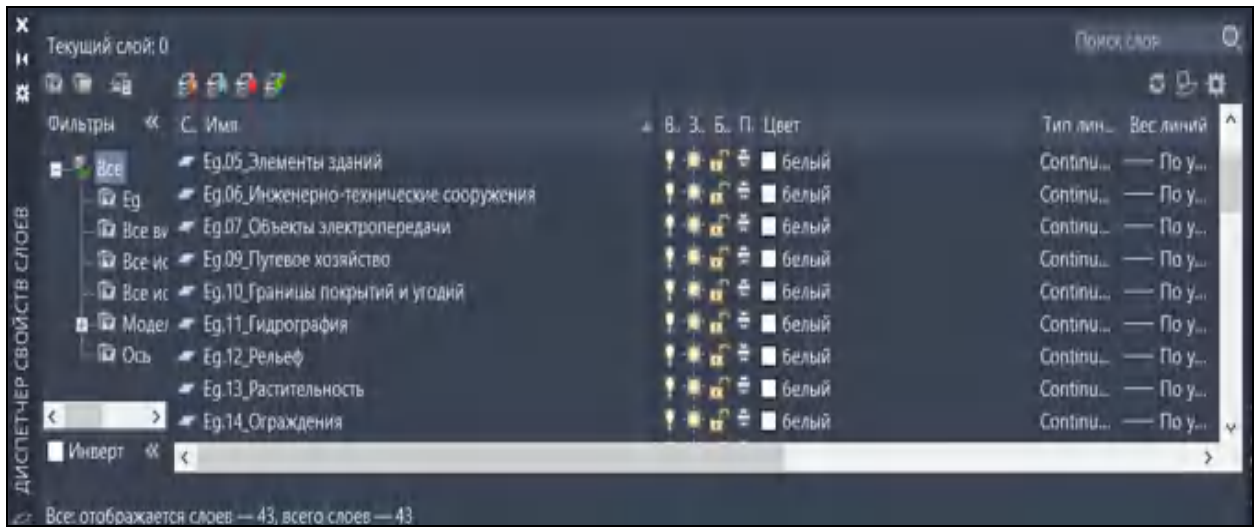 Текущий слой: 0
Поиск слоя
Фильтры « С.. Имя В.. З.. Б.. П. Цвет Тип лин... Вес линий
Все Eg.05_Элементы зданий белый Continu... — По у...
Eg Eg.06_Инженерно-технические сооружения белый Continu... — По у...
Все ви Eg.07_Объекты электропередачи белый Continu... — По у...
Все ис Eg.09_Путевое хозяйство белый Continu... — По у...
Все ис Eg.10_Границы покрытий и угодий белый Continu... — По у...
Модел Eg.11_Гидрография белый Continu... — По у...
Ось Eg.12_Рельеф белый Continu... — По у...
Eg.13_Растительность белый Continu... — По у...
Eg.14_Ограждения белый Continu... — По у...
Инверт «
Все: отображается слоев — 43, всего слоев — 43
ДИСПЕТЧЕР СВОЙСТВ СЛОЕВ